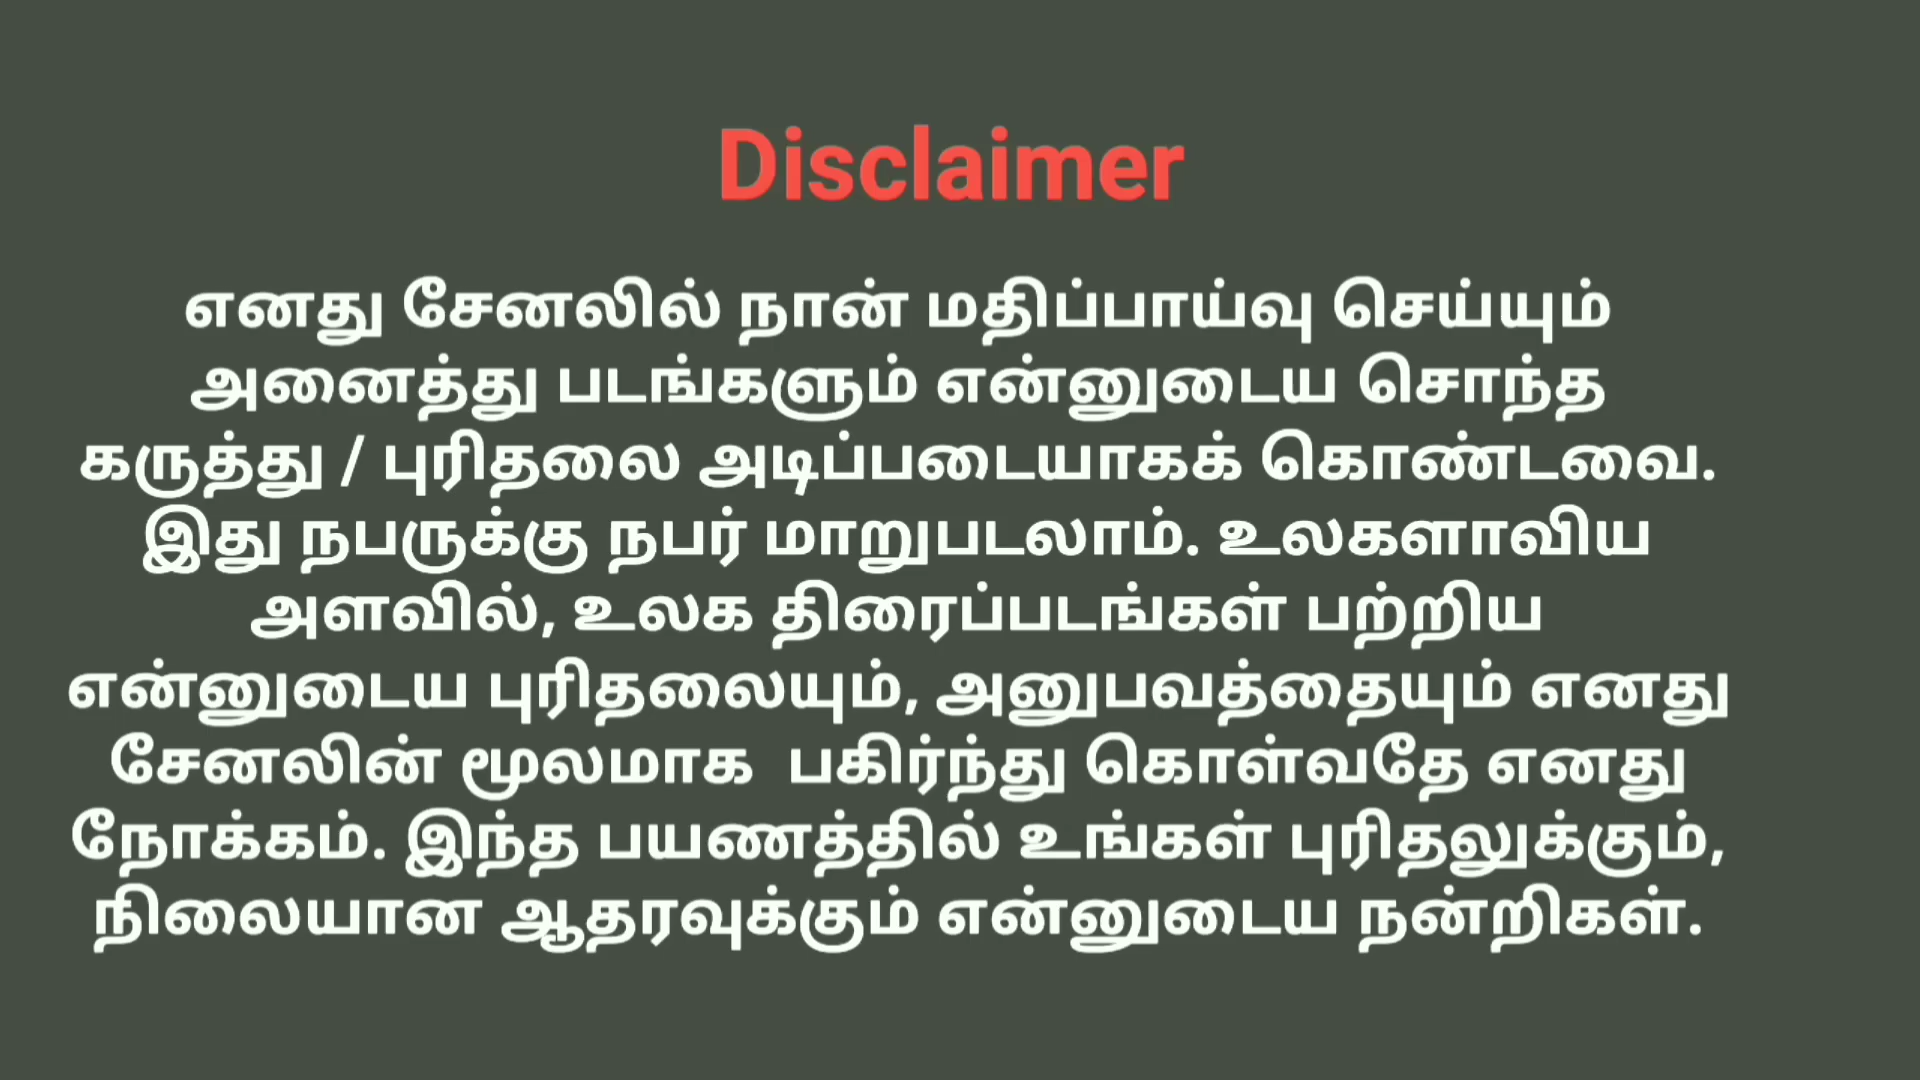 Disclaimer
எனது சேனலில் நான் மதிப்பாய்வு செய்யும்
அனைத்து படங்களும் என்னுடைய சொந்த
கருத்து / புரிதலை அடிப்படையாகக் கொண்டவை.
இது நபருக்கு நபர் மாறுபடலாம். உலகளாவிய
அளவில், உலக திரைப்படங்கள் பற்றிய
என்னுடைய புரிதலையும், அனுபவத்தையும் எனது
சேனலின் மூலமாக  பகிர்ந்து கொள்வதே எனது
நோக்கம். இந்த பயணத்தில் உங்கள் புரிதலுக்கும்,
நிலையான ஆதரவுக்கும் என்னுடைய நன்றிகள்.